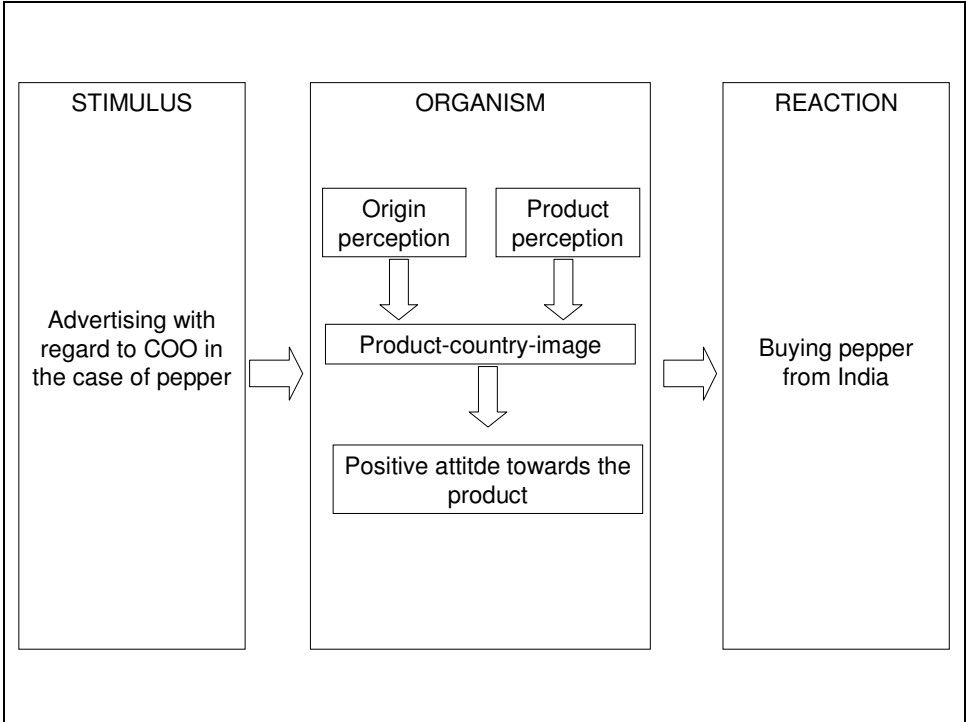 STIMULUS
Advertising with
regard to COO in
the case of pepper
ORGANISM
Origin
perception
Product
perception
Product-country-image
Positive attitde towards the
product
REACTION
Buying pepper
from India